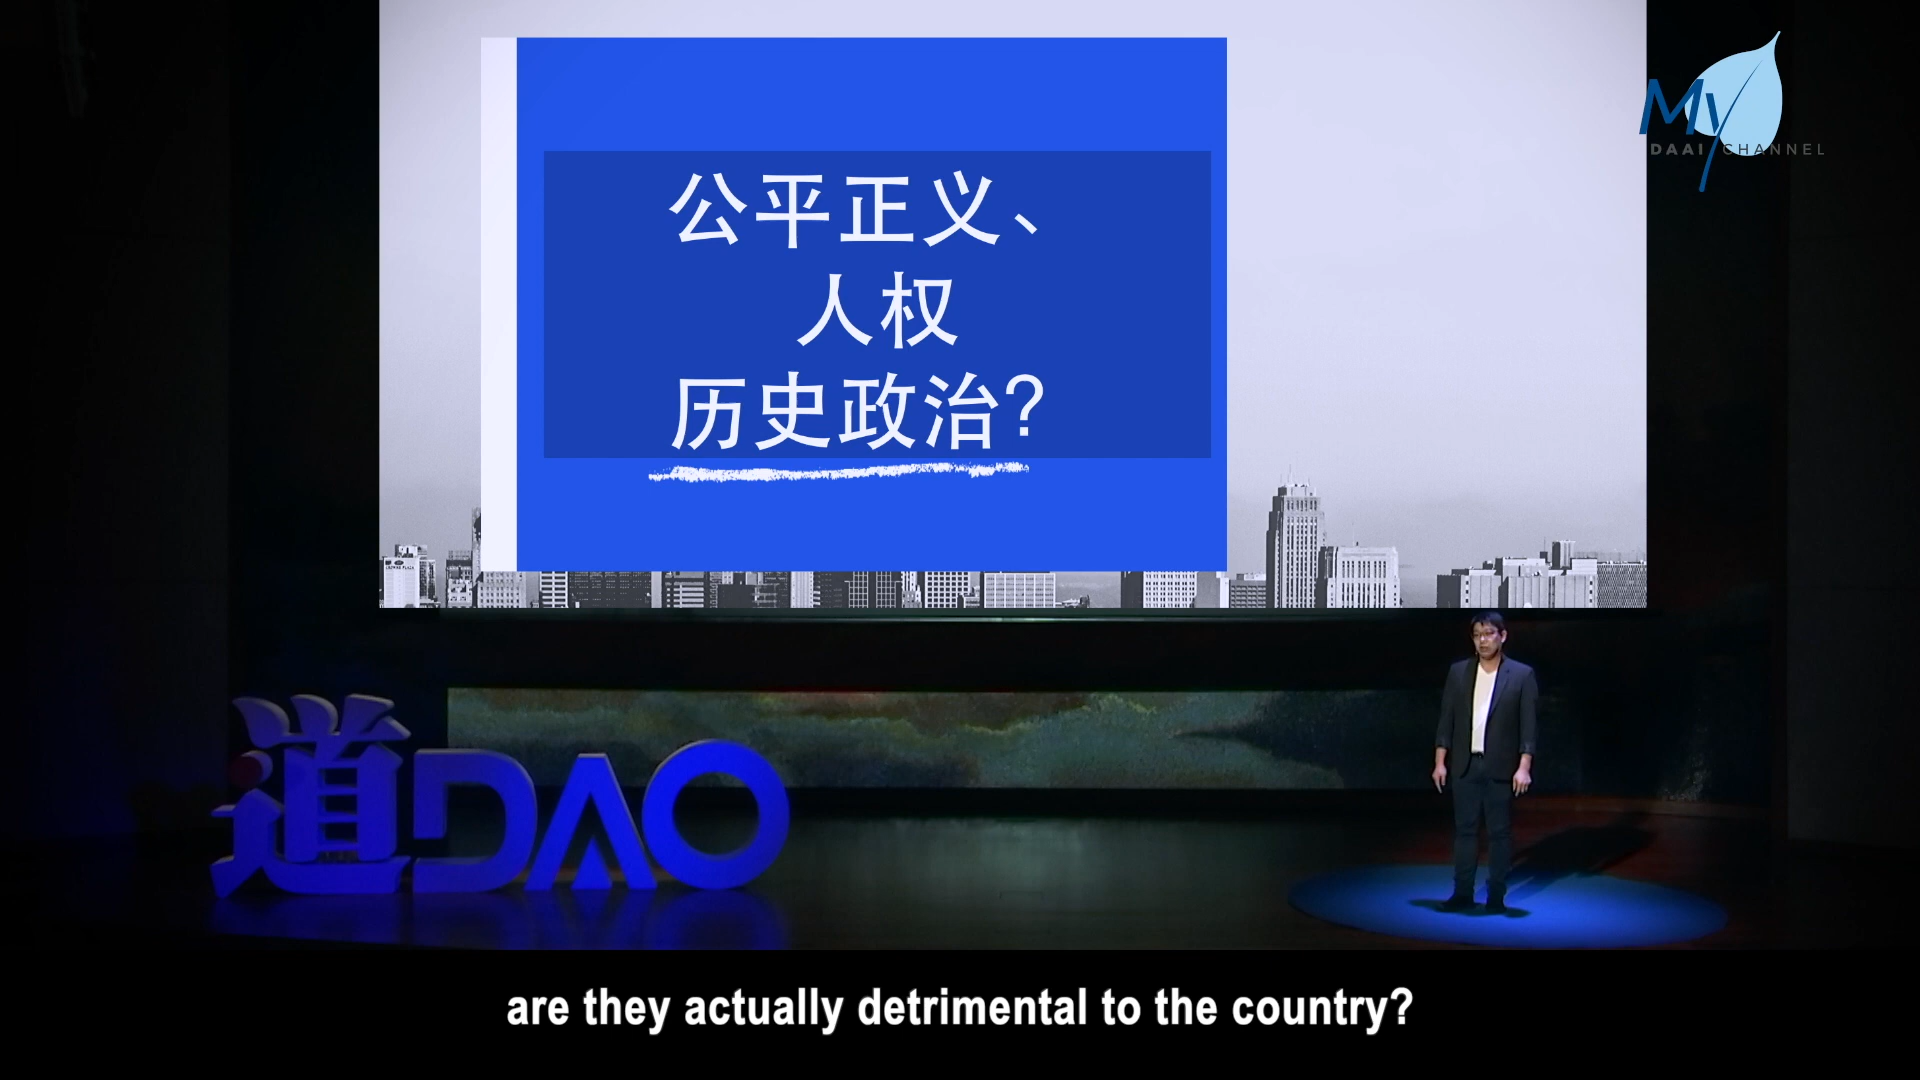 公平正义、
人权
历史政治?
My
DAAI CHANNEL
道DAO
are they actually detrimental to the country?